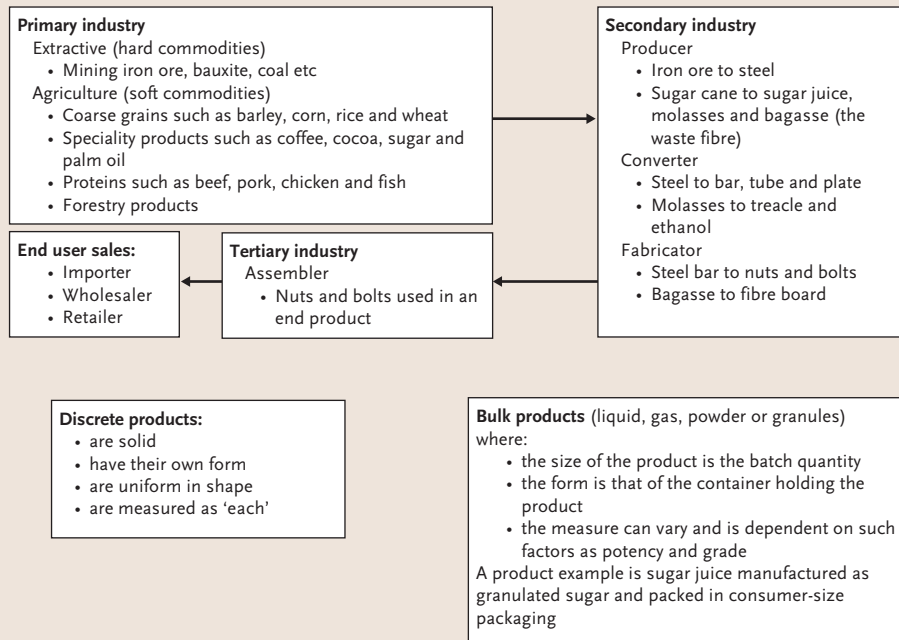 Primary industry
Extractive (hard commodities)
• Mining iron ore, bauxite, coal etc
Agriculture (soft commodities)
• Coarse grains such as barley, corn, rice and wheat
• Speciality products such as coffee, cocoa, sugar and
palm oil
• Proteins such as beef, pork, chicken and fish
• Forestry products
Secondary industry
Producer
• Iron ore to steel
• Sugar cane to sugar juice,
molasses and bagasse (the
waste fibre)
Converter
• Steel to bar, tube and plate
• Molasses to treacle and
ethanol
Fabricator
• Steel bar to nuts and bolts
• Bagasse to fibre board
Tertiary industry
Assembler
• Nuts and bolts used in an
end product
End user sales:
• Importer
• Wholesaler
• Retailer
Discrete products:
• are solid
• have their own form
• are uniform in shape
• are measured as ‘each’
Bulk products (liquid, gas, powder or granules)
where:
• the size of the product is the batch quantity
• the form is that of the container holding the
product
• the measure can vary and is dependent on such
factors as potency and grade
A product example is sugar juice manufactured as
granulated sugar and packed in consumer-size
packaging